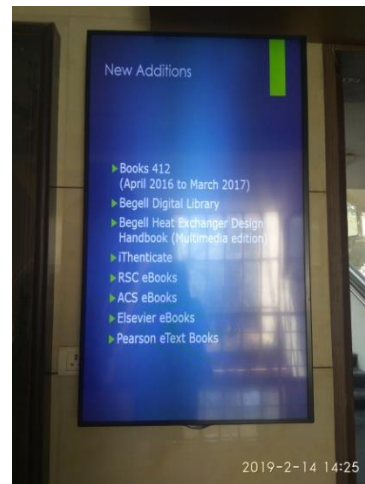 New Additions
Books 412
(April 2016 to March 2017)
Begell Digital Library
Begell Heat Exchanger Design
Handbook (Multimedia edition)
iThenticate
RSC eBooks
ACS eBooks
Elsevier eBooks
Pearson eText Books
2019-2-14 14:25